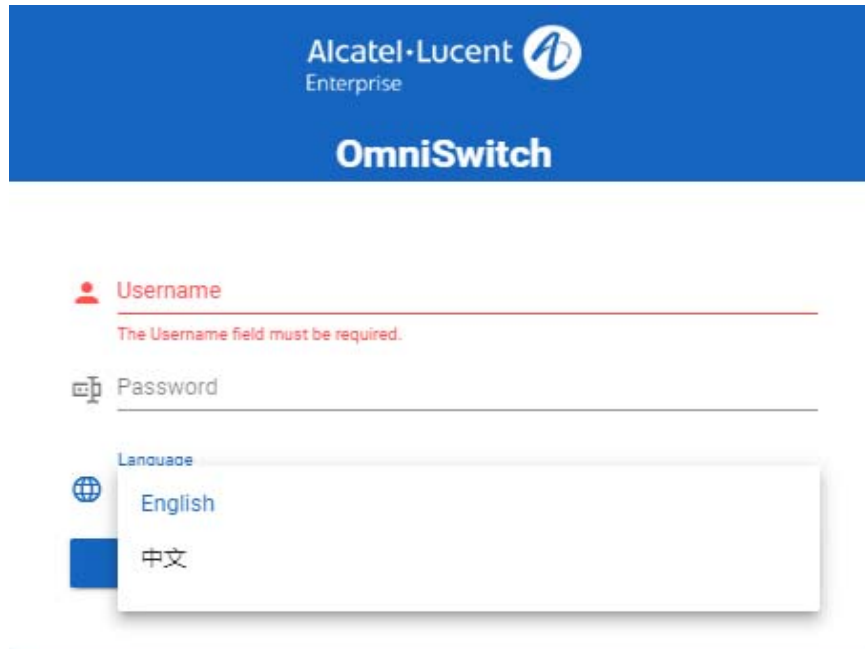 Alcatel·Lucent
Enterprise
OmniSwitch
Username
The Username field must be required.
Password
Language
English
中文